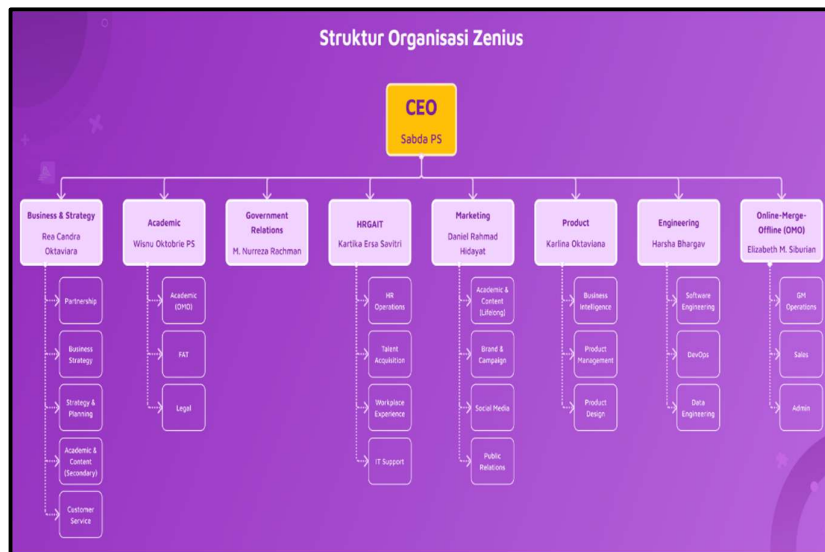 Struktur Organisasi Zenius
CEO
Sabda PS
Business & Strategy
Rea Candra
Oktaviara
Partnership
Business
Strategy
Strategy &
Planning
Academic
& Content
(Secondary)
Customer
Service
Academic
Wisnu Oktobrie PS
Academic
(OMO)
FAT
Legal
Government
Relations
M. Nurreza Rachman
HRGAIT
Kartika Ersa Savitri
HR
Operations
Talent
Acquisition
Workplace
Experience
IT Support
Marketing
Daniel Rahmad
Hidayat
Academic &
Content
(Lifelong)
Brand &
Campaign
Social Media
Public
Relations
Product
Karlina Oktaviana
Business
Intelligence
Product
Management
Product
Design
Engineering
Harsha Bhargav
Software
Engineering
DevOps
Data
Engineering
Online-Merge-
Offline (OMO)
Elizabeth M. Siburian
GM
Operations
Sales
Admin